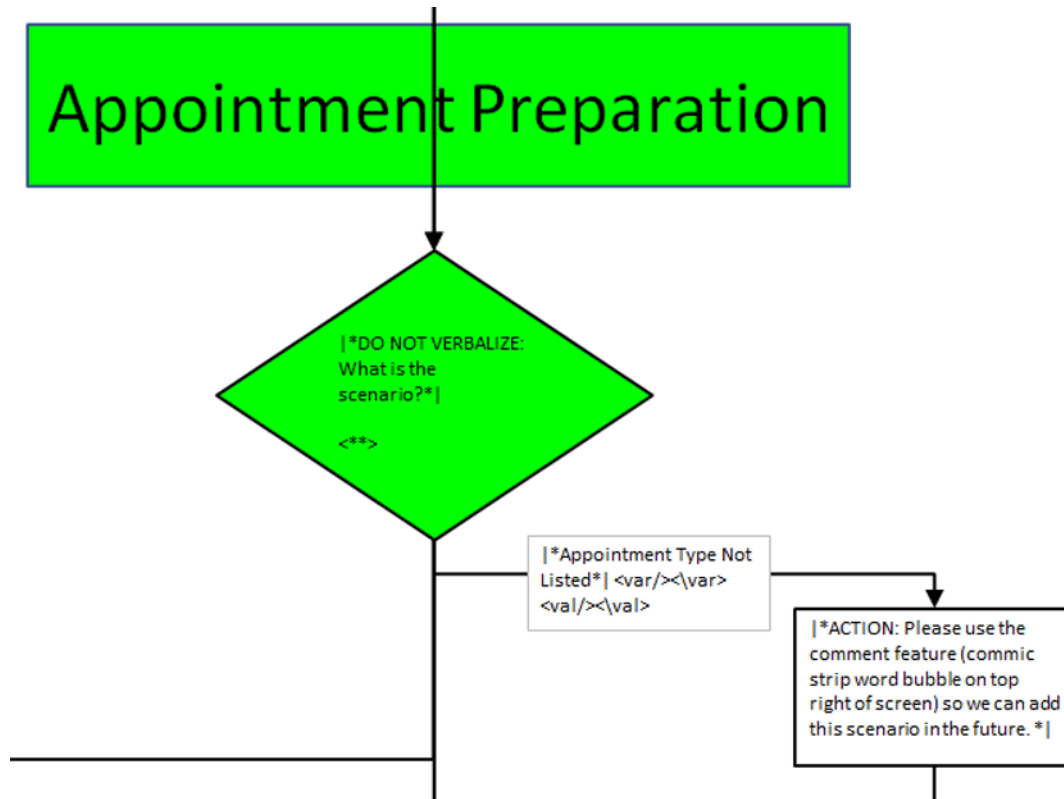 Appointment Preparation
|*DO NOT VERBALIZE:
What is the
scenario?*|
<**>
|*Appointment Type Not
Listed*| <var/><\var>
<val/><\val>
|*ACTION: Please use the
comment feature (commic
strip word bubble on top
right of screen) so we can add
this scenario in the future. *|